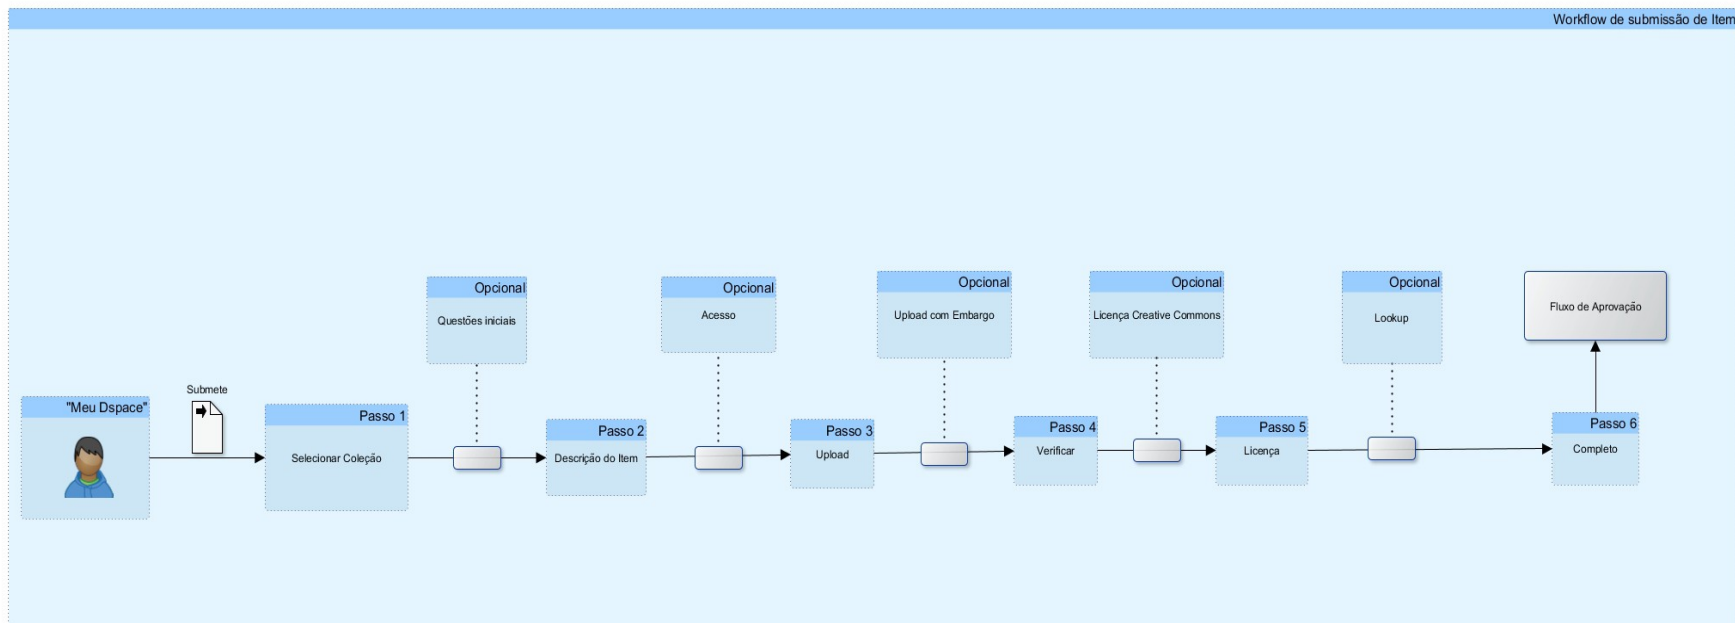 Workflow de submissão de Item
"Meu Dspace"
Submete
Passo 1
Selecionar Coleção
Opcional
Questões iniciais
Passo 2
Descrição do Item
Opcional
Acesso
Passo 3
Upload
Opcional
Upload com Embargo
Passo 4
Verificar
Opcional
Licença Creative Commons
Passo 5
Licença
Opcional
Lookup
Passo 6
Completo
Fluxo de Aprovação